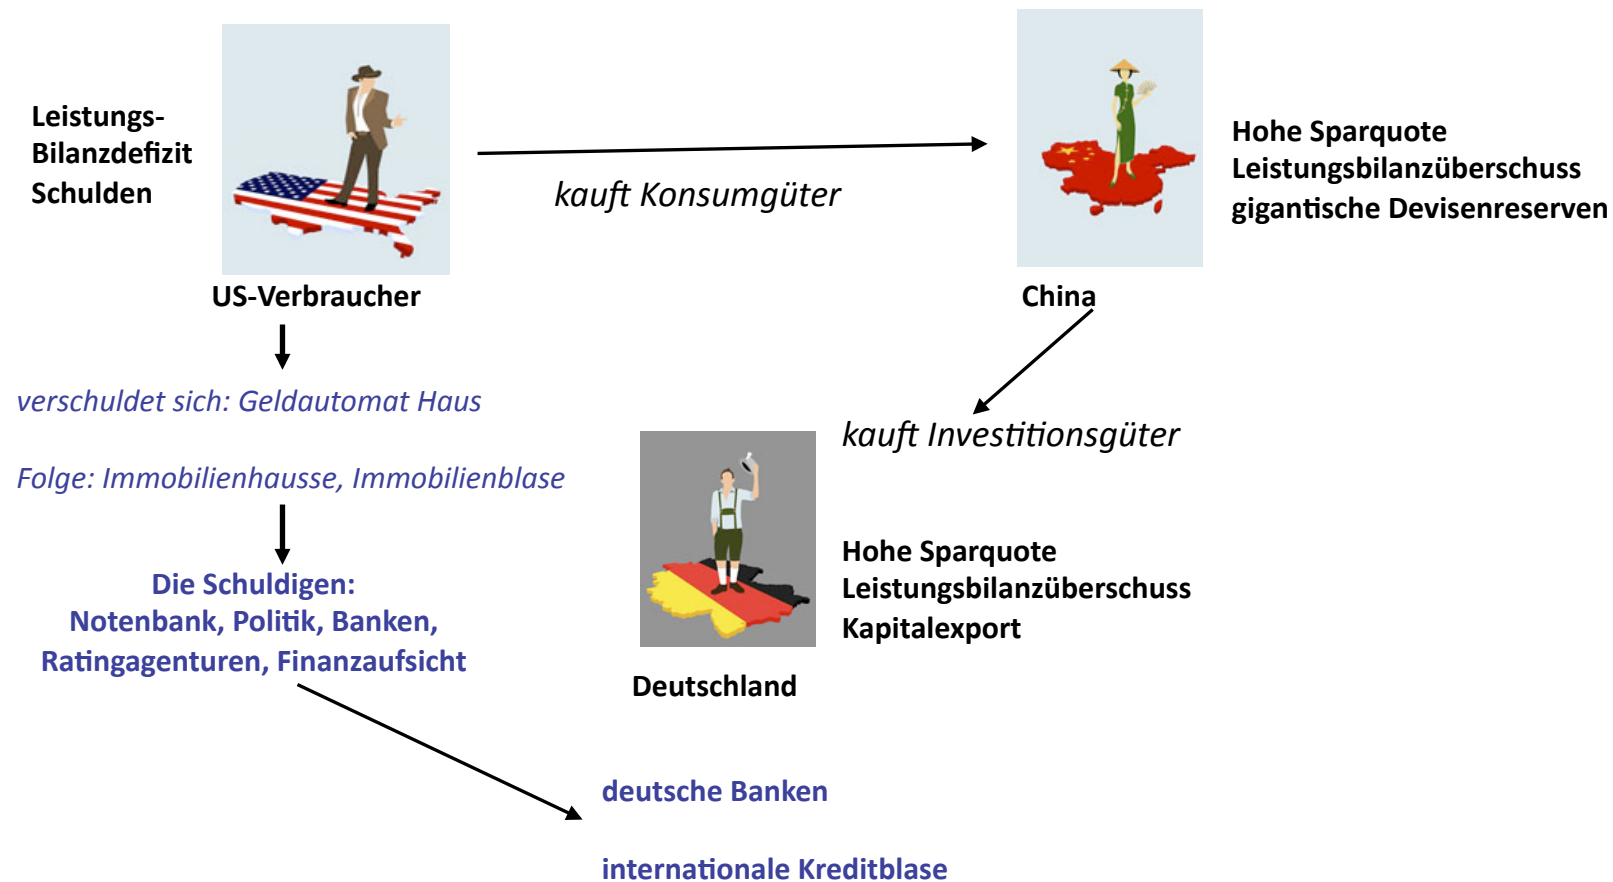 Leistungs-
Bilanzdefizit
Schulden
US-Verbraucher
kauft Konsumgüter
Hohe Sparquote
Leistungsbilanzüberschuss
gigantische Devisenreserven
China
verschuldet sich: Geldautomat Haus
Folge: Immobilienhausse, Immobilienblase
Die Schuldigen:
Notenbank, Politik, Banken,
Ratingagenturen, Finanzaufsicht
kauft Investitionsgüter
Hohe Sparquote
Leistungsbilanzüberschuss
Kapitalexport
Deutschland
deutsche Banken
internationale Kreditblase